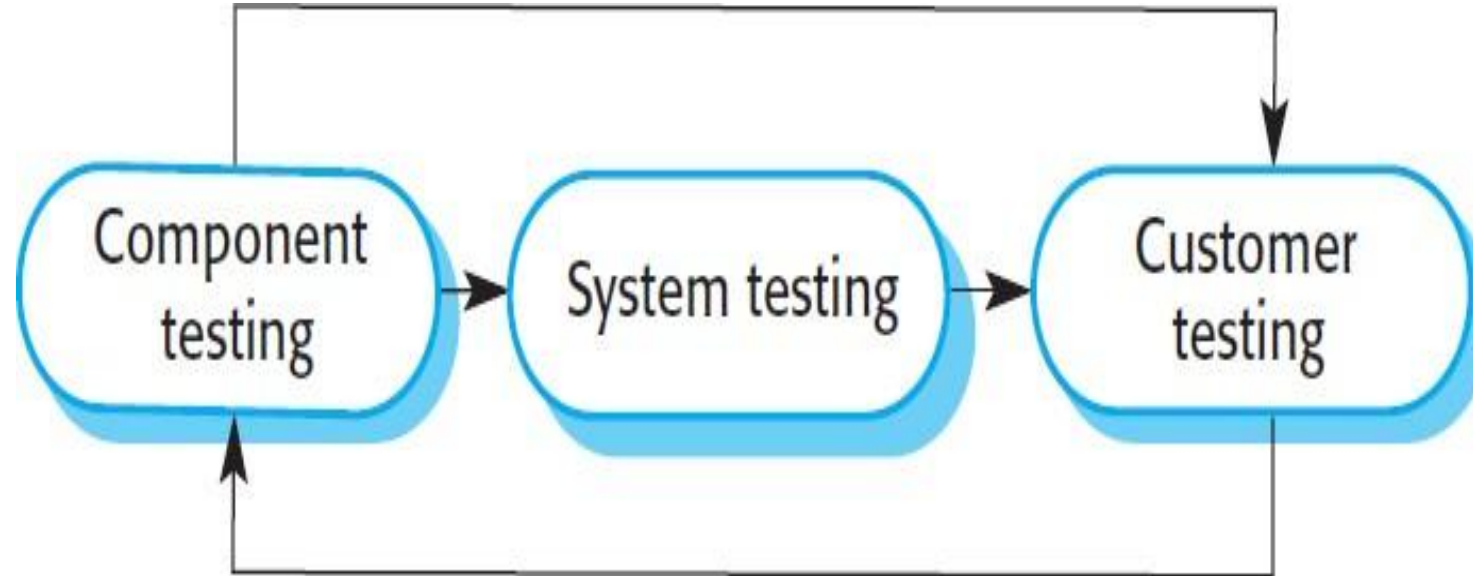 Component
testing
System testing
Customer
testing